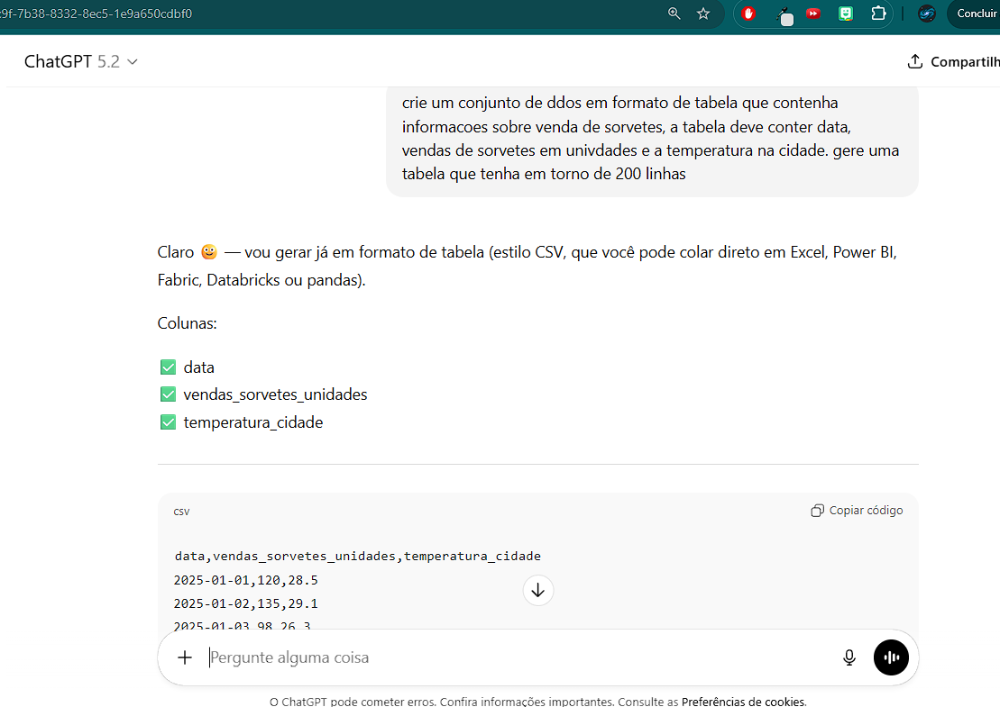 :9f-7b38-8332-8ec5-1e9a650cdbf0
Concluir
ChatGPT 5.2
Compartilh
crie um conjunto de ddos em formato de tabela que contenha
informacoes sobre venda de sorvetes, a tabela deve conter data,
vendas de sorvetes em univdades e a temperatura na cidade. gere uma
tabela que tenha em torno de 200 linhas
Claro 🙂 — vou gerar já em formato de tabela (estilo CSV, que você pode colar direto em Excel, Power BI,
Fabric, Databricks ou pandas).
Colunas:
✅ data
✅ vendas_sorvetes_unidades
✅ temperatura_cidade
csv
Copiar código
data,vendas_sorvetes_unidades,temperatura_cidade
2025-01-01,120,28.5
2025-01-02,135,29.1
2025-01-03,98,26.3
Pergunte alguma coisa
O ChatGPT pode cometer erros. Confira informações importantes. Consulte as Preferências de cookies.